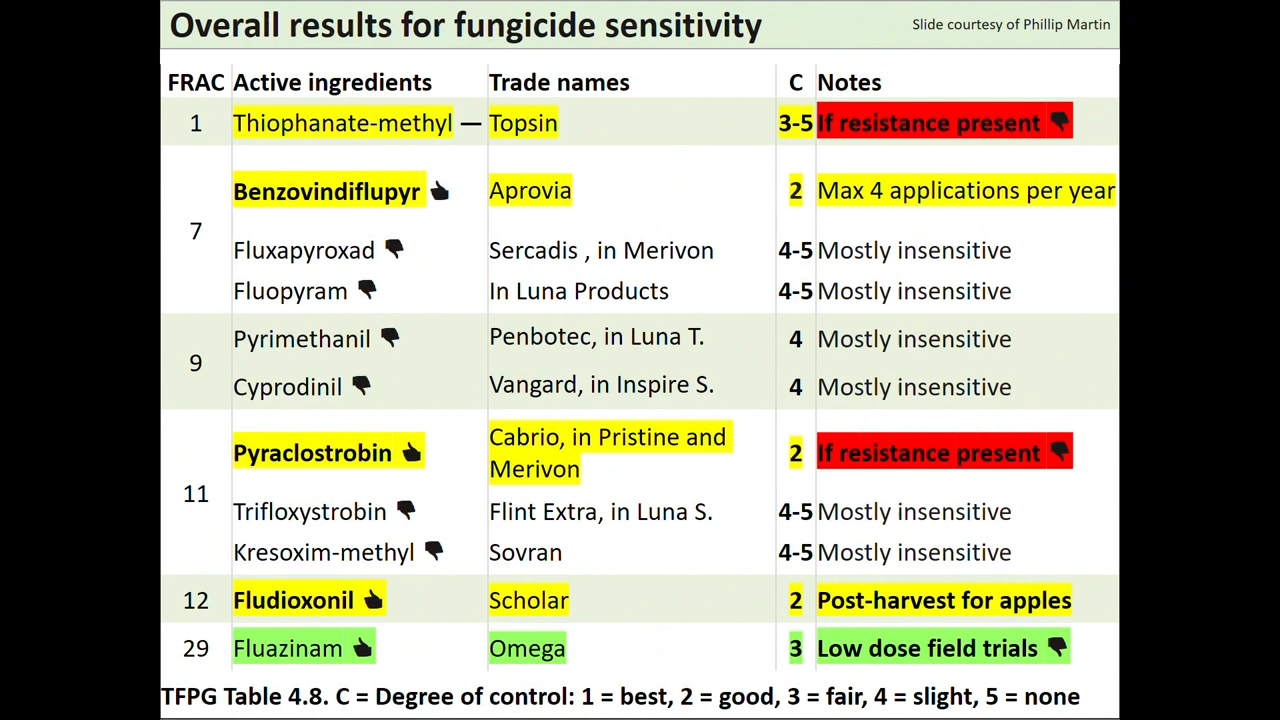 Overall results for fungicide sensitivity
Slide courtesy of Phillip Martin
FRAC Active ingredients Trade names C Notes
1 Thiophanate-methyl — Topsin 3-5 If resistance present
7
Benzovindiflupyr Aprovia 2 Max 4 applications per year
Fluxapyroxad Sercadis , in Merivon 4-5 Mostly insensitive
Fluopyram In Luna Products 4-5 Mostly insensitive
9
Pyrimethanil Penbotec, in Luna T. 4 Mostly insensitive
Cyprodinil Vangard, in Inspire S. 4 Mostly insensitive
11
Pyraclostrobin Cabrio, in Pristine and
Merivon 2 If resistance present
Trifloxystrobin Flint Extra, in Luna S. 4-5 Mostly insensitive
Kresoxim-methyl Sovran 4-5 Mostly insensitive
12 Fludioxonil Scholar 2 Post-harvest for apples
29 Fluazinam Omega 3 Low dose field trials
TFPG Table 4.8. C = Degree of control: 1 = best, 2 = good, 3 = fair, 4 = slight, 5 = none